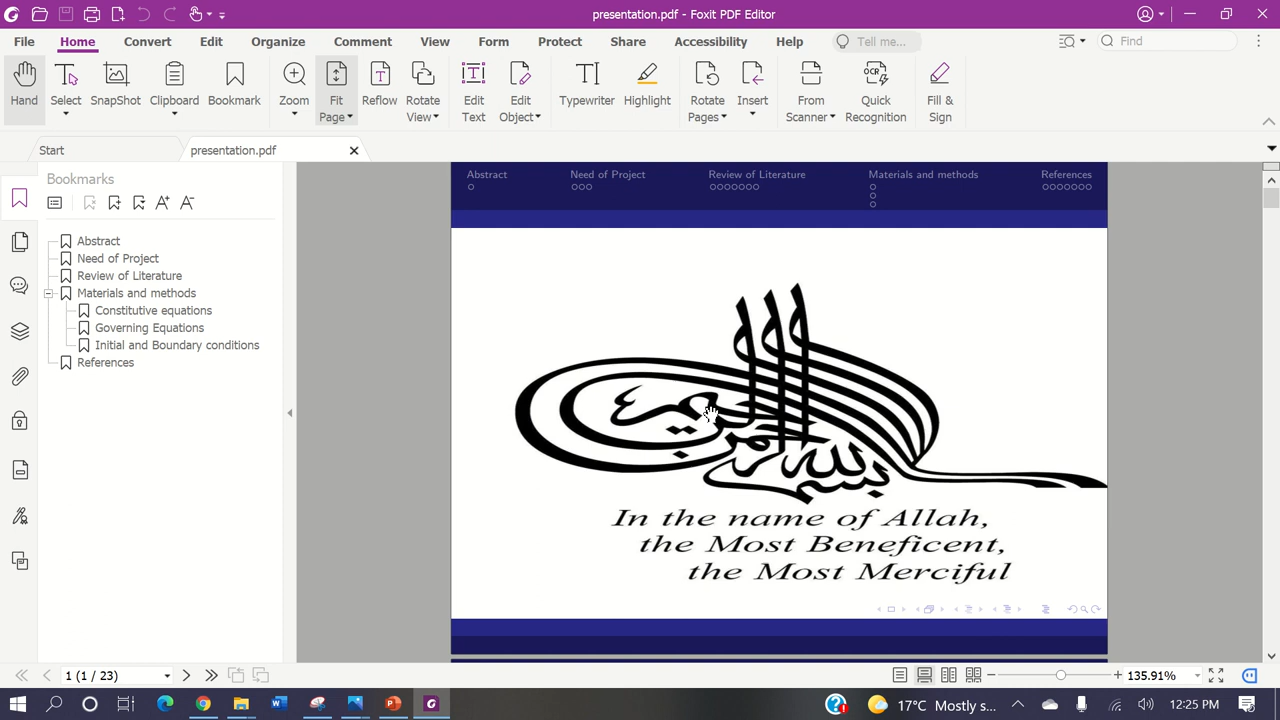 presentation.pdf - Foxit PDF Editor
File Home Convert Edit Organize Comment View Form Protect Share Accessibility Help Tell me... Find
Hand Select SnapShot Clipboard Bookmark Zoom Fit Page Reflow Rotate View Edit Text Edit Object Typewriter Highlight Rotate Pages Insert From Scanner OCR Quick Recognition Fill & Sign
Start presentation.pdf
Bookmarks
Abstract
Need of Project
Review of Literature
Materials and methods
Constitutive equations
Governing Equations
Initial and Boundary conditions
References
Abstract Need of Project Review of Literature Materials and methods References
بسم الله الرحمن الرحيم
In the name of Allah,
the Most Beneficent,
the Most Merciful
1 (1 / 23) 135.91%
17°C Mostly s... 12:25 PM